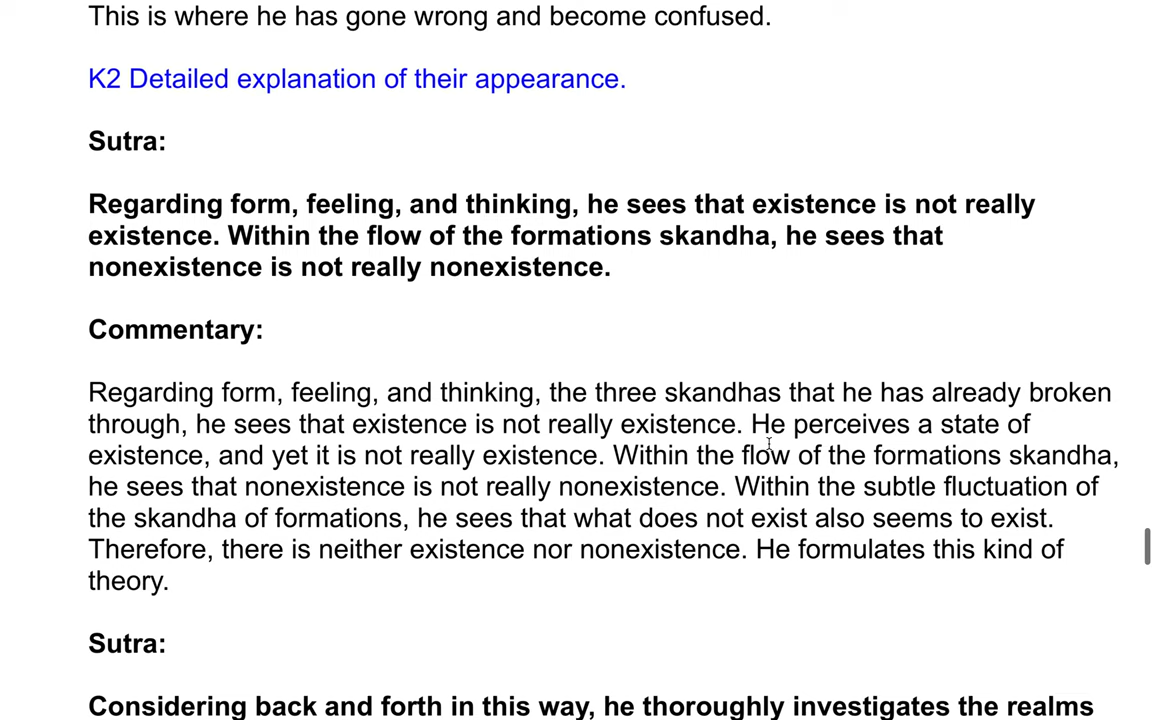 This is where he has gone wrong and become confused.
K2 Detailed explanation of their appearance.
Sutra:
Regarding form, feeling, and thinking, he sees that existence is not really
existence. Within the flow of the formations skandha, he sees that
nonexistence is not really nonexistence.
Commentary:
Regarding form, feeling, and thinking, the three skandhas that he has already broken
through, he sees that existence is not really existence. He perceives a state of
existence, and yet it is not really existence. Within the flow of the formations skandha,
he sees that nonexistence is not really nonexistence. Within the subtle fluctuation of
the skandha of formations, he sees that what does not exist also seems to exist.
Therefore, there is neither existence nor nonexistence. He formulates this kind of
theory.
Sutra:
Considering back and forth in this way, he thoroughly investigates the realms